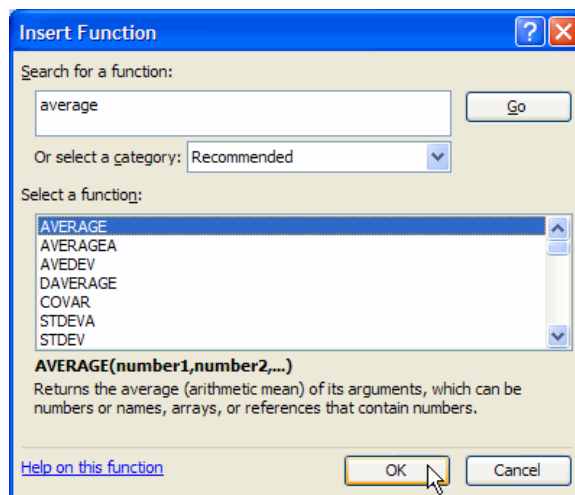 Insert Function
Search for a function:
average
Go
Or select a category: Recommended
Select a function:
AVERAGE
AVERAGEA
AVEDEV
DAVERAGE
COVAR
STDEVA
STDEV
AVERAGE(number1,number2,...)
Returns the average (arithmetic mean) of its arguments, which can be
numbers or names, arrays, or references that contain numbers.
Help on this function
OK
Cancel